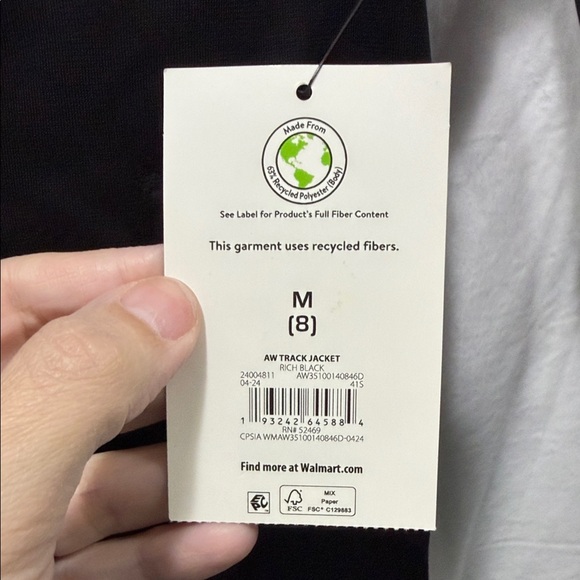 Made From
63% Recycled Polyester (Body)
See Label for Product's Full Fiber Content
This garment uses recycled fibers.
M
(8)
AW TRACK JACKET
RICH BLACK
24004811 AW35100140846D
04-24 41S
1 93242 64588 4
RN# 52469
CPSIA WMAW35100140846D-0424
Find more at Walmart.com
FSC
MIX
Paper
FSC® C129883